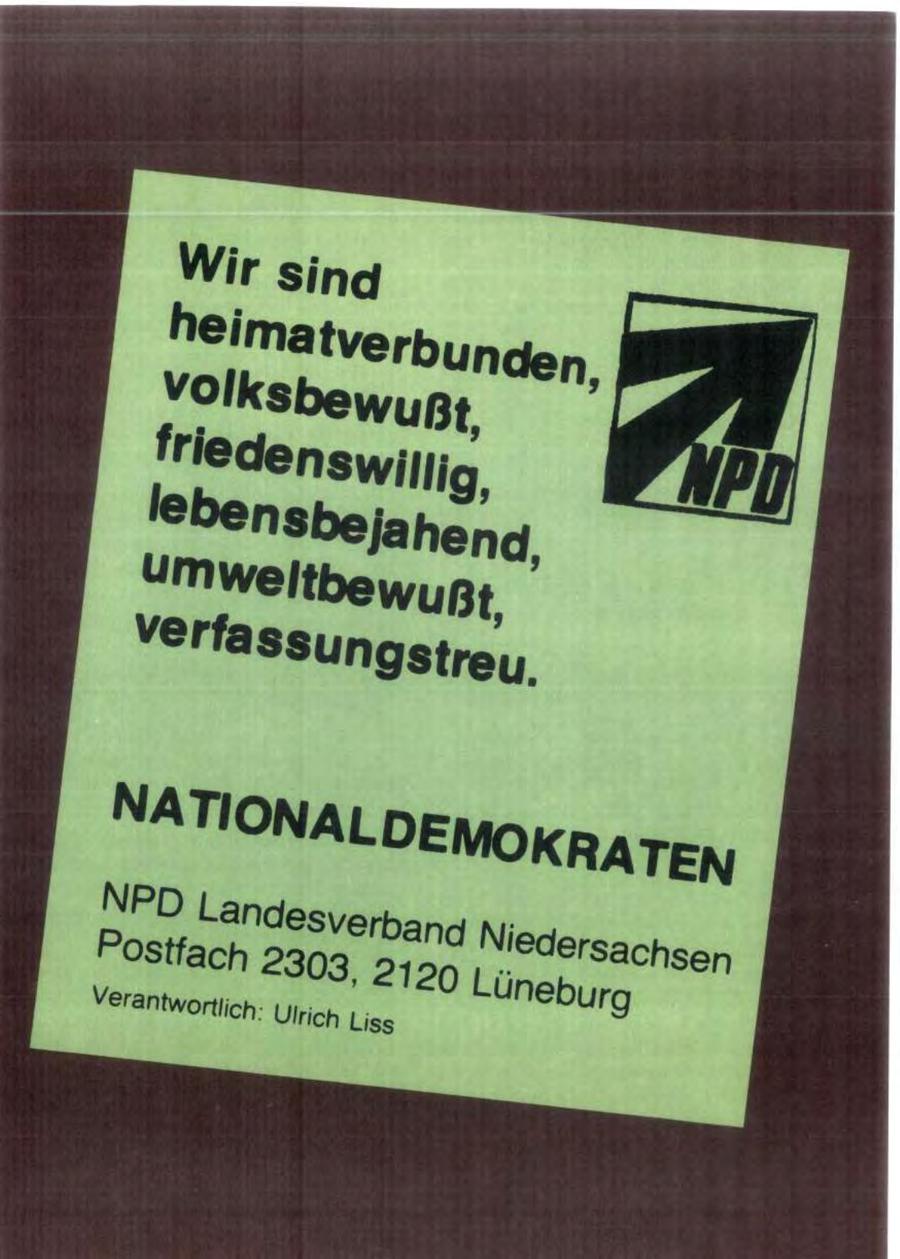 Wir sind
heimatverbunden,
volksbewußt,
friedenswillig,
lebensbejahend,
umweltbewußt,
verfassungstreu.
NPD
NATIONALDEMOKRATEN
NPD Landesverband Niedersachsen
Postfach 2303, 2120 Lüneburg
Verantwortlich: Ulrich Liss